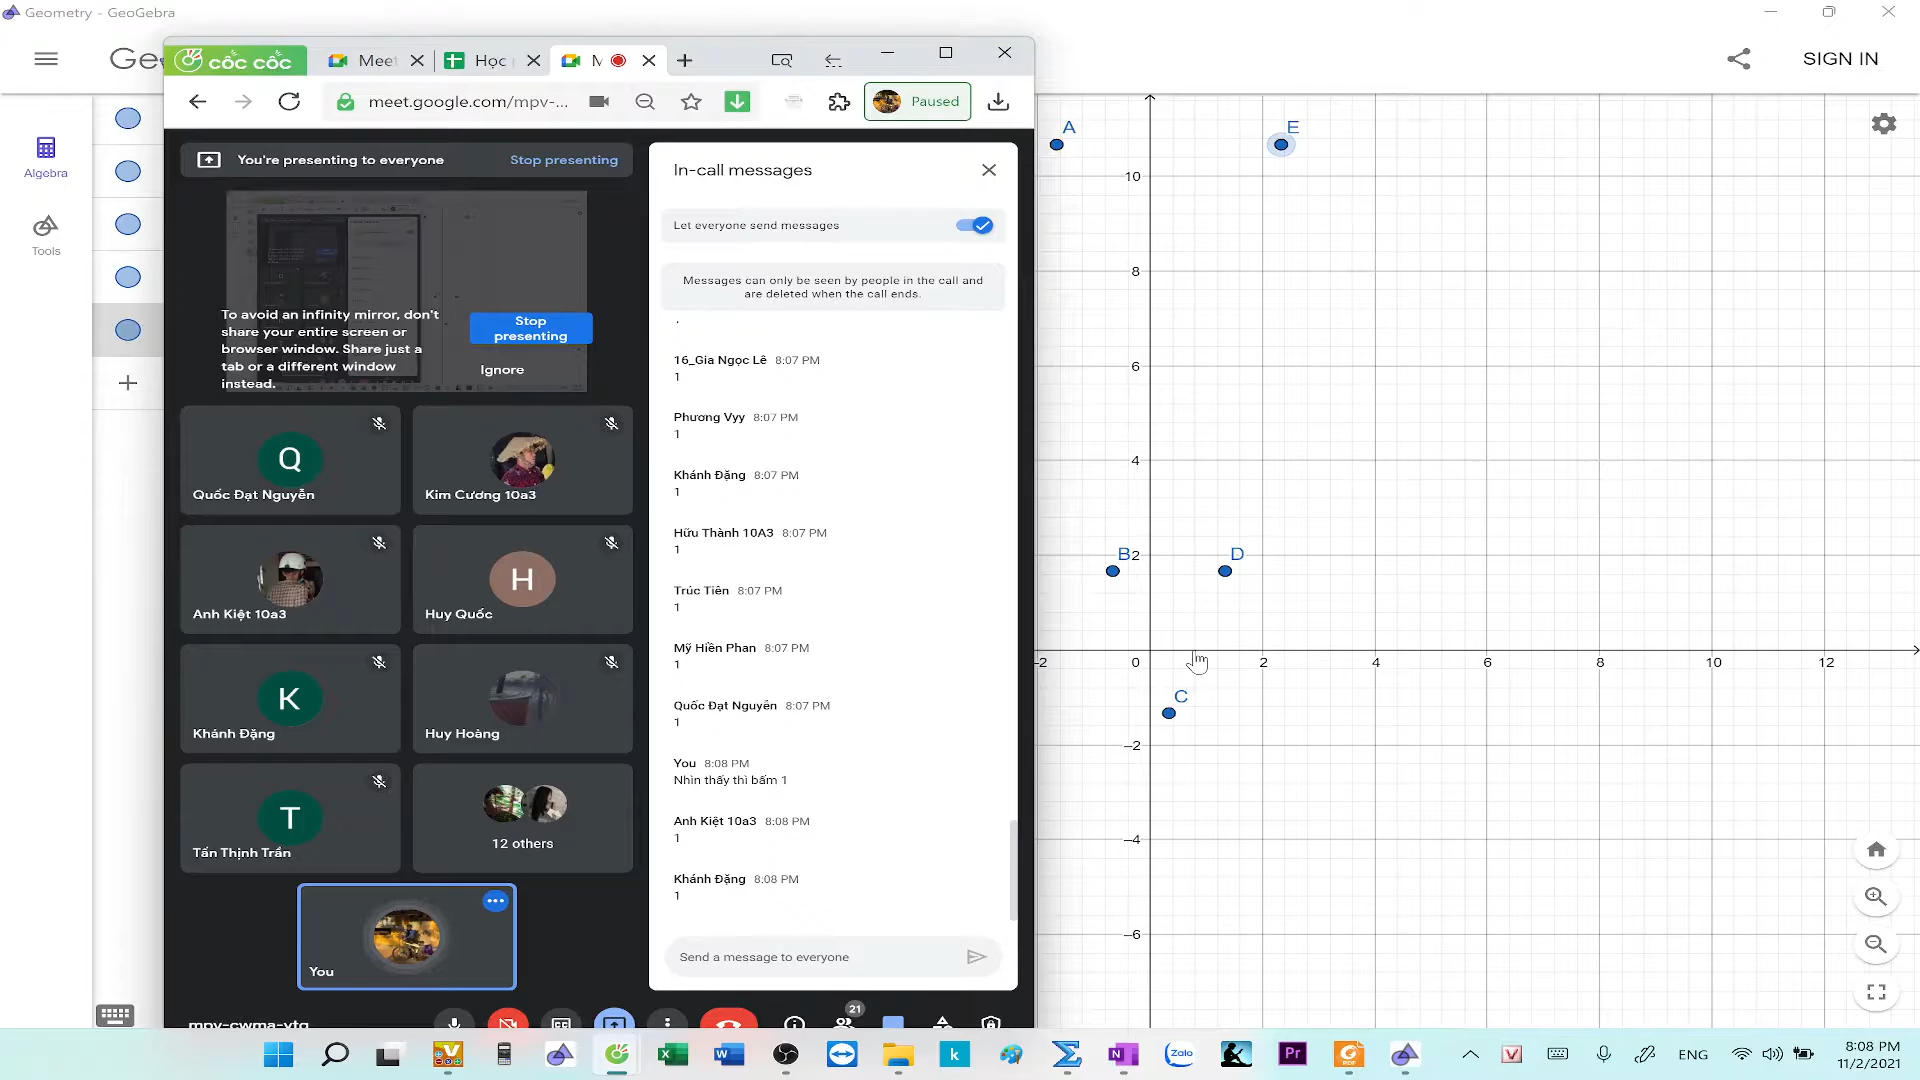 Geometry - GeoGebra
SIGN IN
Algebra
Tools
cốc cốc
Meet
Học
M
meet.google.com/mpv-...
Paused
You're presenting to everyone
Stop presenting
To avoid an infinity mirror, don't
share your entire screen or
browser window. Share just a
tab or a different window
instead.
Stop
presenting
Ignore
Q
Quốc Đạt Nguyễn
Kim Cương 10a3
Anh Kiệt 10a3
H
Huy Quốc
K
Khánh Đặng
Huy Hoàng
T
Tấn Thịnh Trần
12 others
You
In-call messages
Let everyone send messages
Messages can only be seen by people in the call and
are deleted when the call ends.
16_Gia Ngọc Lê 8:07 PM
1
Phương Vyy 8:07 PM
1
Khánh Đặng 8:07 PM
1
Hữu Thành 10A3 8:07 PM
1
Trúc Tiên 8:07 PM
1
Mỹ Hiền Phan 8:07 PM
1
Quốc Đạt Nguyễn 8:07 PM
1
You 8:08 PM
Nhìn thấy thì bấm 1
Anh Kiệt 10a3 8:08 PM
1
Khánh Đặng 8:08 PM
1
Send a message to everyone
21
A
E
10
8
6
4
B
2
D
-2
0
2
4
6
8
10
12
C
–2
–4
–6
Zalo
Pr
ENG
8:08 PM
11/2/2021